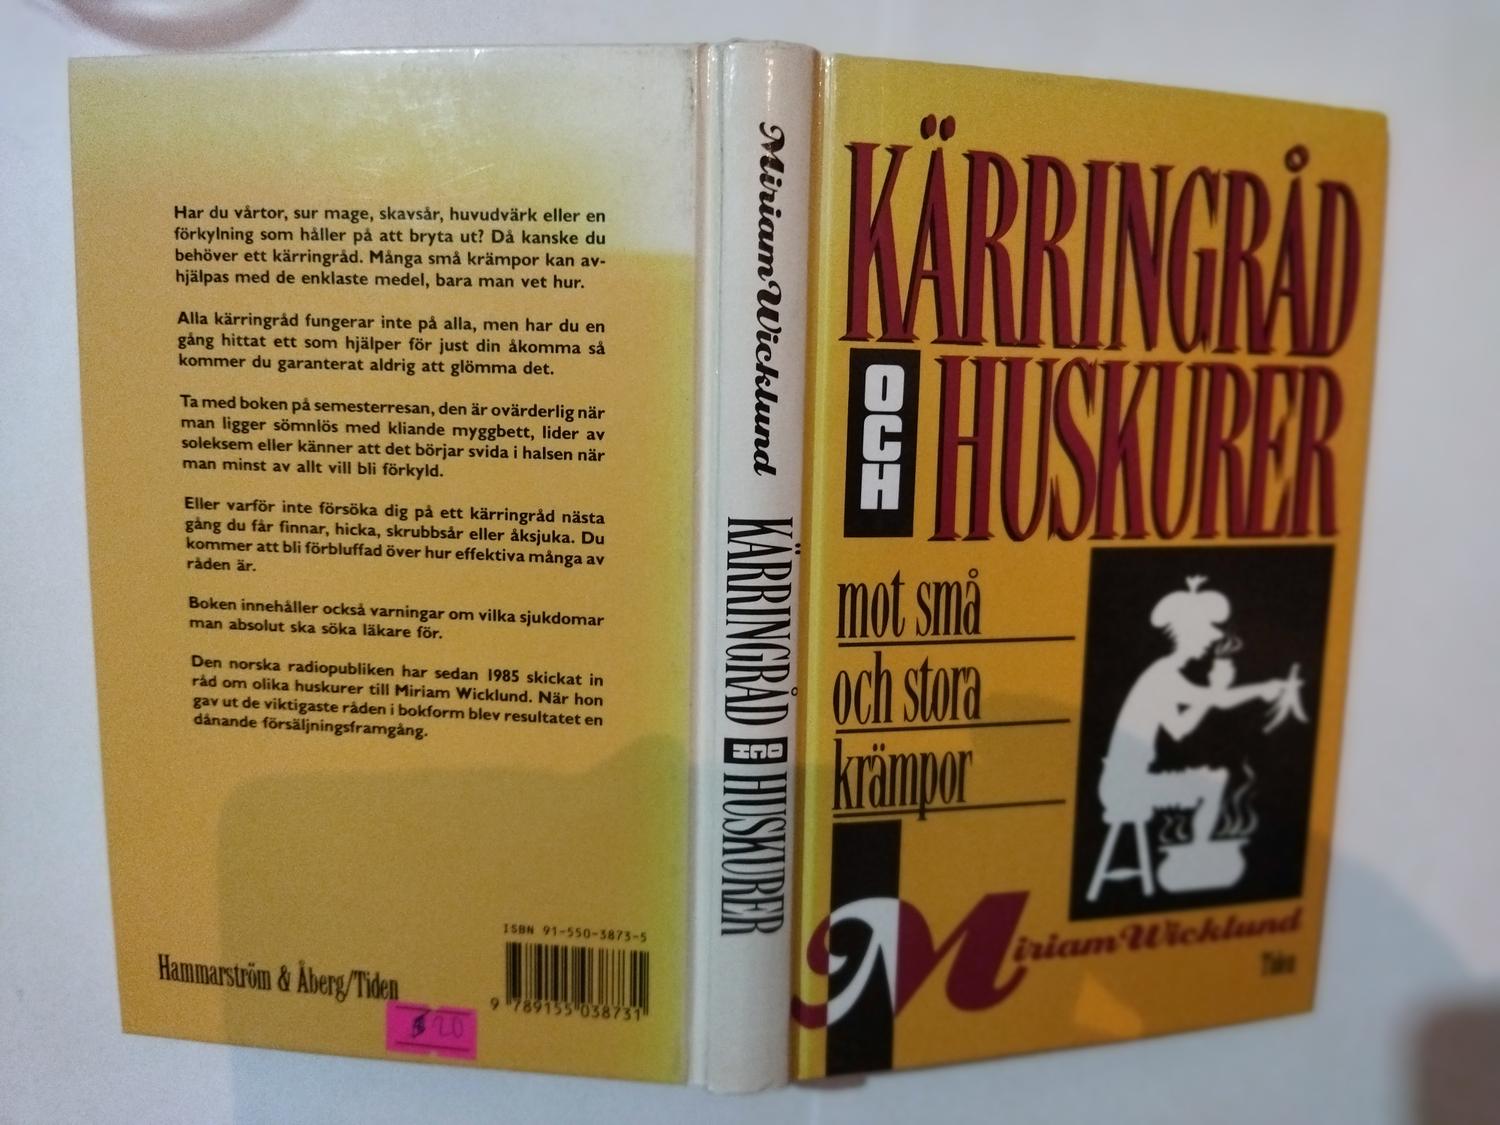 Har du vårtor, sur mage, skavsår, huvudvärk eller en
förkylning som håller på att bryta ut? Då kanske du
behöver ett kärringråd. Många små krämpor kan av-
hjälpas med de enklaste medel, bara man vet hur.
Alla kärringråd fungerar inte på alla, men har du en
gång hittat ett som hjälper för just din åkomma så
kommer du garanterat aldrig att glömma det.
Ta med boken på semesterresan, den är ovärderlig när
man ligger sömnlös med kliande myggbett, lider av
soleksem eller känner att det börjar svida i halsen när
man minst av allt vill bli förkyld.
Eller varför inte försöka dig på ett kärringråd nästa
gång du får finnar, hicka, skrubbsår eller åksjuka. Du
kommer att bli förbluffad över hur effektiva många av
råden är.
Boken innehåller också varningar om vilka sjukdomar
man absolut ska söka läkare för.
Den norska radiopubliken har sedan 1985 skickat in
råd om olika huskurer till Miriam Wicklund. När hon
gav ut de viktigaste råden i bokform blev resultatet en
dånande försäljningsframgång.
Hammarström & Åberg/Tiden
20
ISBN 91-550-3873-5
9 789155 038731
Miriam Wicklund KÄRRINGRÅD OCH HUSKURER
KÄRRINGRÅD
OCH
HUSKURER
mot små
och stora
krämpor
Miriam Wicklund
Tiden